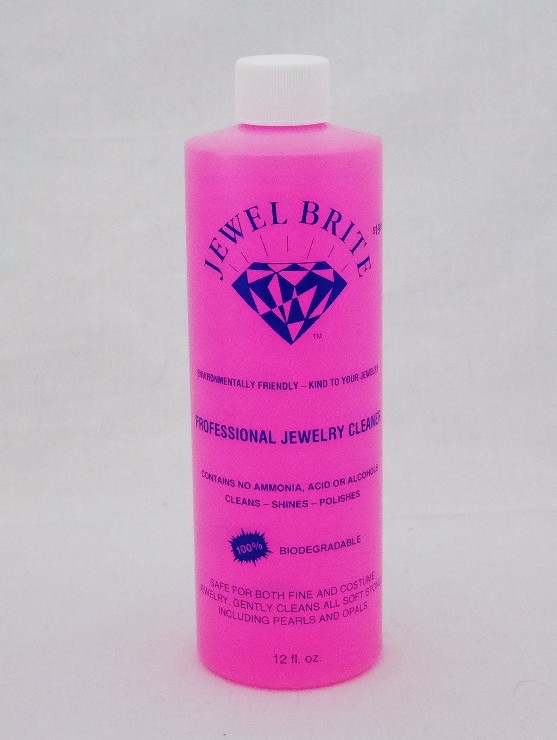 JEWEL BRITE
TM
ENVIRONMENTALLY FRIENDLY – KIND TO YOUR JEWELRY
PROFESSIONAL JEWELRY CLEANER
CONTAINS NO AMMONIA, ACID OR ALCOHOLS
CLEANS – SHINES – POLISHES
100% BIODEGRADABLE
SAFE FOR BOTH FINE AND COSTUME
JEWELRY. GENTLY CLEANS ALL SOFT STONES
INCLUDING PEARLS AND OPALS
12 fl. oz.